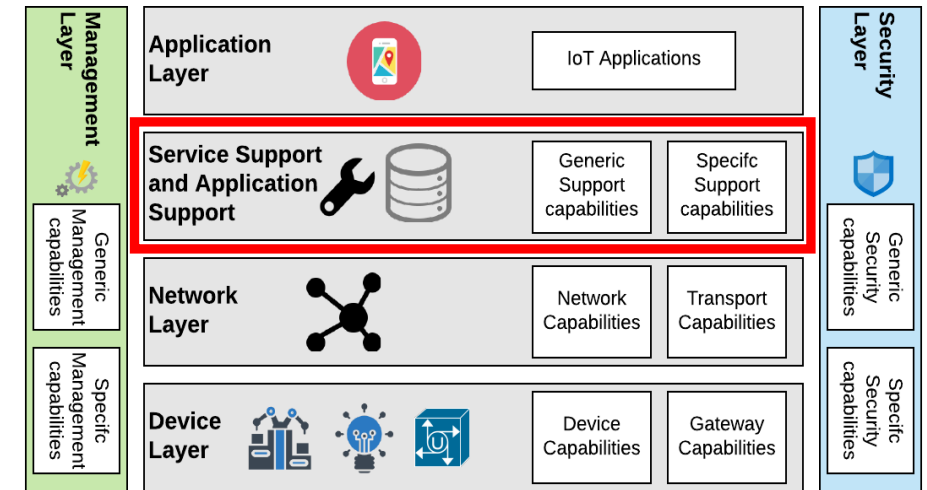 Management
Layer
Generic
Management
capabilities
Specifc
Management
capabilities
Application
Layer
IoT Applications
Service Support
and Application
Support
Generic
Support
capabilities
Specifc
Support
capabilities
Network
Layer
Network
Capabilities
Transport
Capabilities
Device
Layer
U
Device
Capabilities
Gateway
Capabilities
Security
Layer
Generic
Security
capabilities
Specifc
Security
capabilities